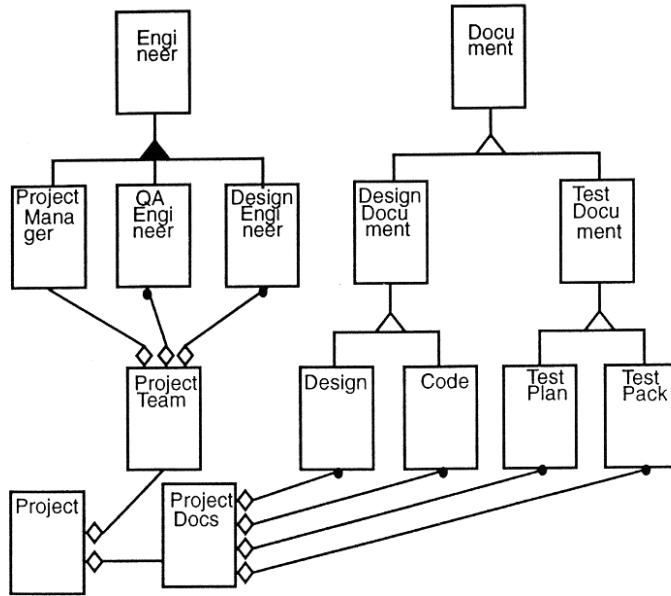 Engi
neer
Docu
ment
Project
Mana
ger
QA
Engi
neer
Design
Engi
neer
Design
Docu
ment
Test
Docu
ment
Project
Team
Design
Code
Test
Plan
Test
Pack
Project
Project
Docs